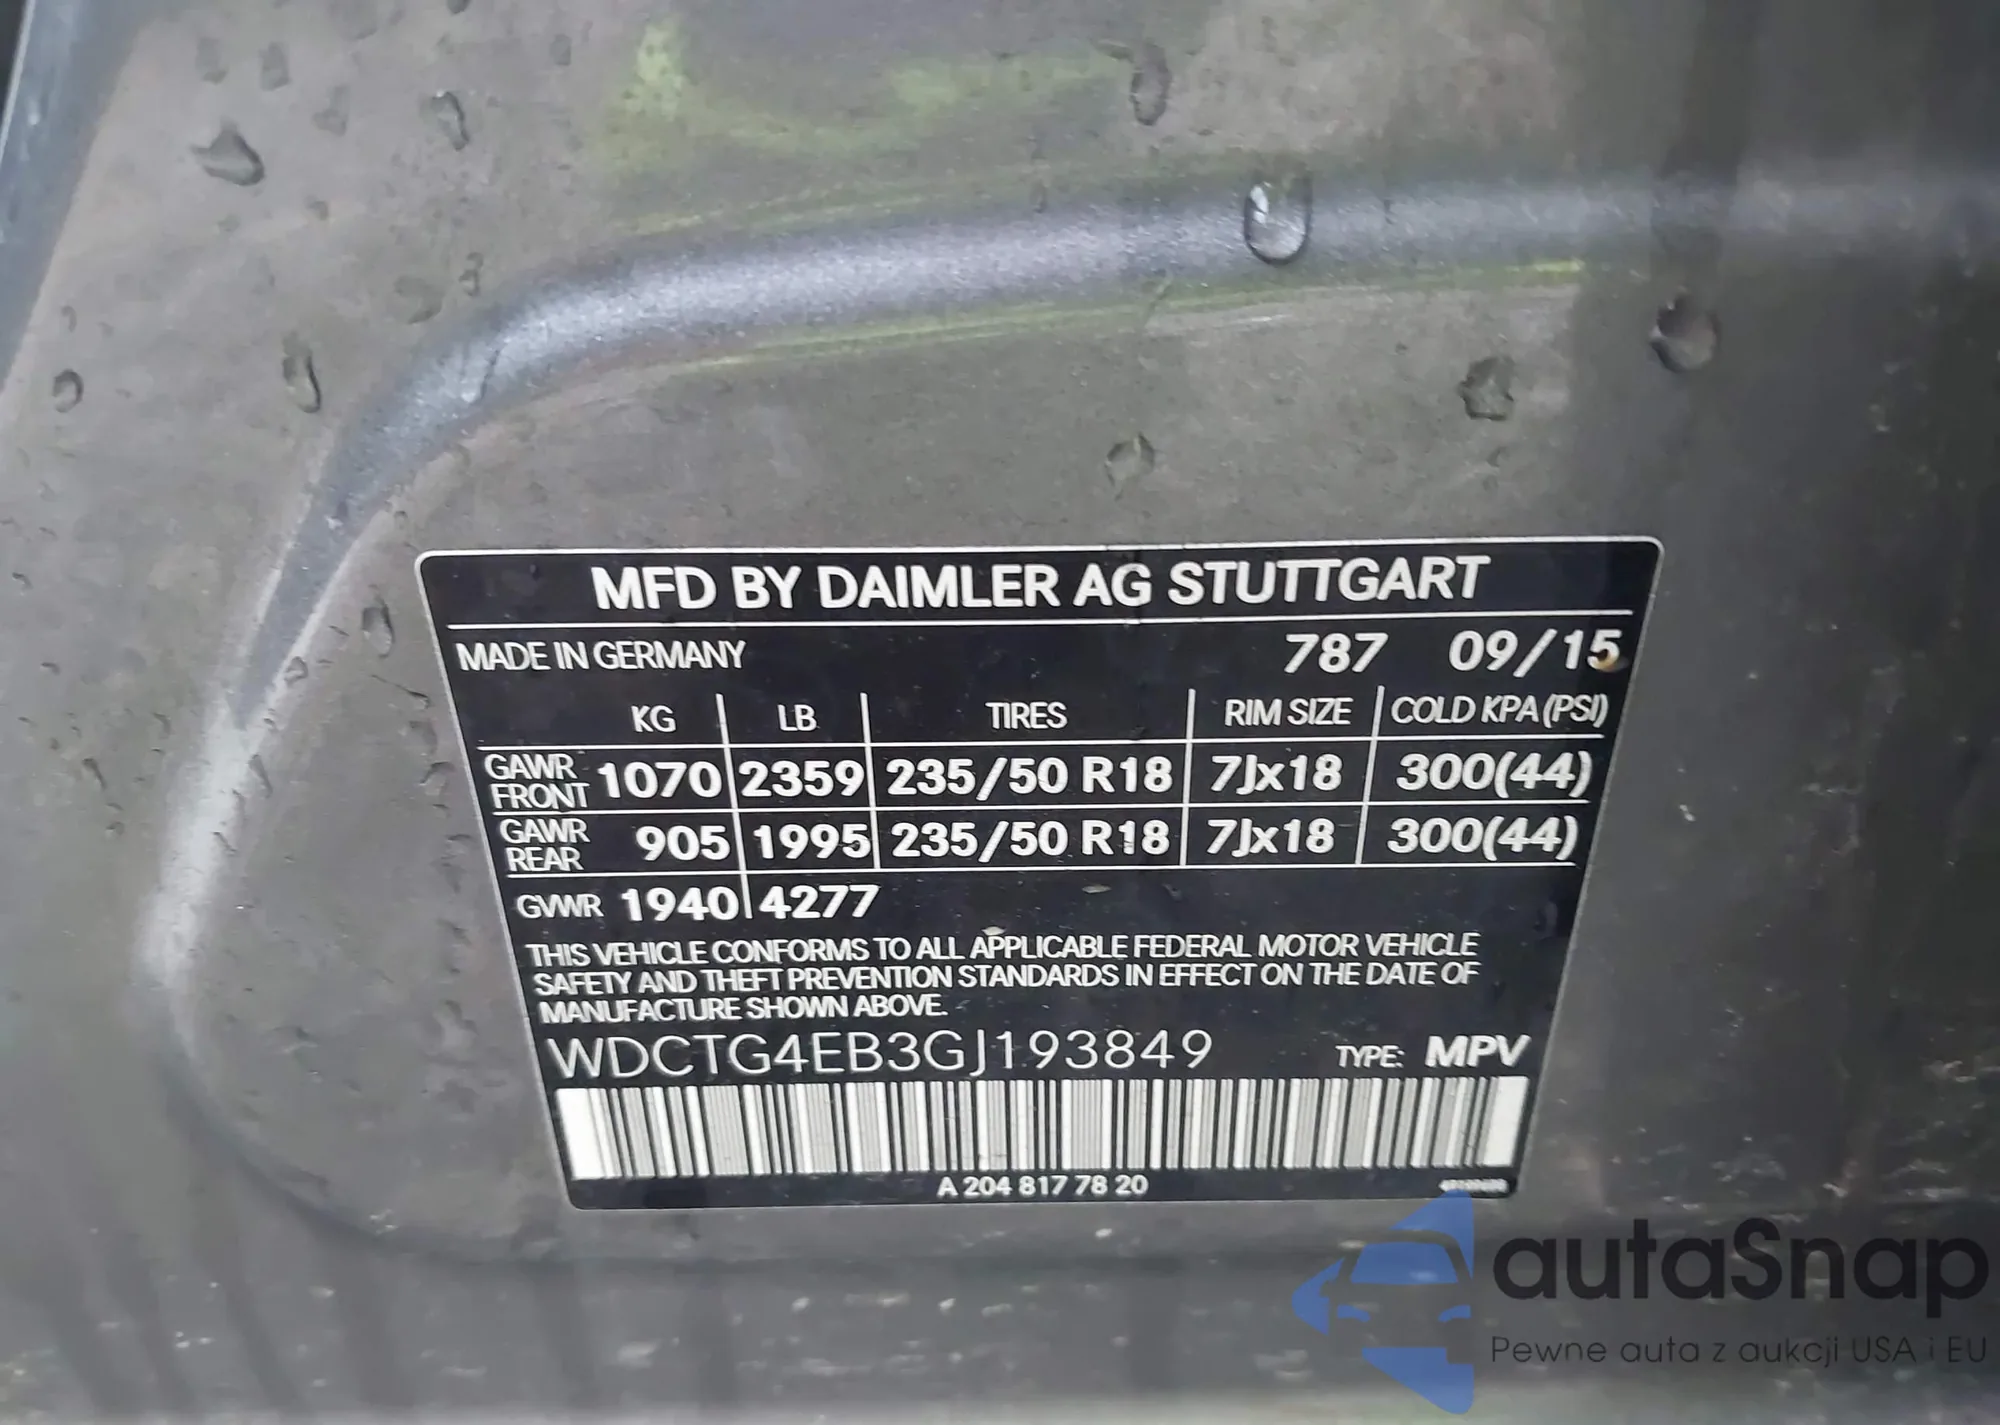 MFD BY DAIMLER AG STUTTGART
MADE IN GERMANY 787 09/15
KG LB TIRES RIM SIZE COLD KPA (PSI)
GAWR FRONT 1070 2359 235/50 R18 7Jx18 300(44)
GAWR REAR 905 1995 235/50 R18 7Jx18 300(44)
GVWR 1940 4277
THIS VEHICLE CONFORMS TO ALL APPLICABLE FEDERAL MOTOR VEHICLE
SAFETY AND THEFT PREVENTION STANDARDS IN EFFECT ON THE DATE OF
MANUFACTURE SHOWN ABOVE.
WDCTG4EB3GJ193849 TYPE: MPV
A 204 817 78 20
autaSnap
Pewne auta z aukcji USA i EU